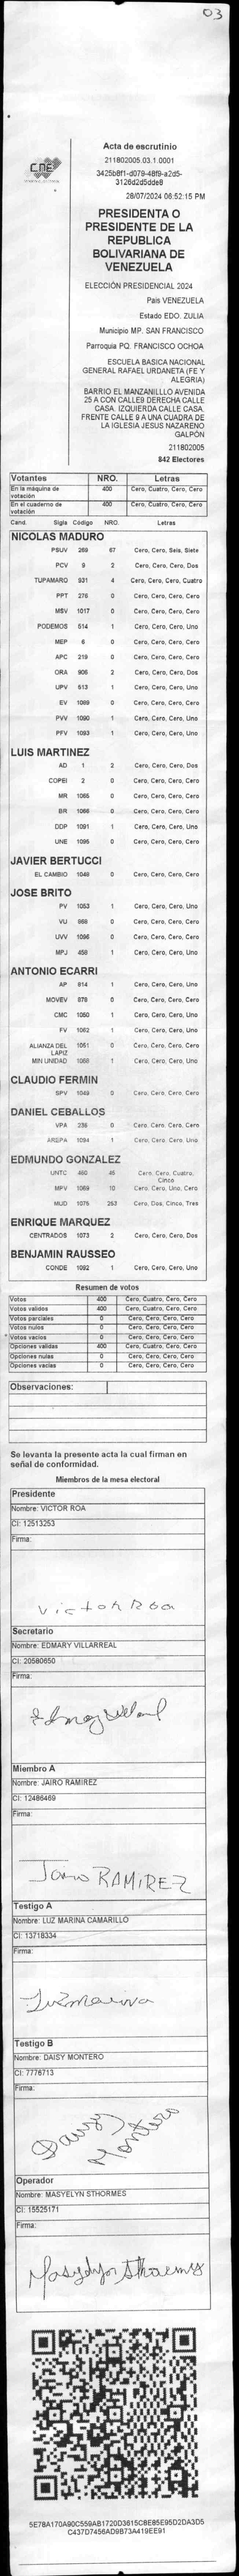 03
CNE
Acta de escrutinio
211802005.03.1.0001
3425b8f1-d079-48f9-a2d5-
3126d2d5dde8
28/07/2024 06:52:15 PM
PRESIDENTA O
PRESIDENTE DE LA
REPUBLICA
BOLIVARIANA DE
VENEZUELA
ELECCIÓN PRESIDENCIAL 2024
País VENEZUELA
Estado EDO. ZULIA
Municipio MP. SAN FRANCISCO
Parroquia PQ. FRANCISCO OCHOA
ESCUELA BASICA NACIONAL
GENERAL RAFAEL URDANETA (FE Y
ALEGRIA)
BARRIO EL MANZANILLLO AVENIDA
25 A CON CALLE9 DERECHA CALLE
CASA. IZQUIERDA CALLE CASA.
FRENTE CALLE 9 A UNA CUADRA DE
LA IGLESIA JESUS NAZARENO
GALPÓN
211802005
842 Electores
Votantes NRO. Letras
En la máquina de votación 400 Cero, Cuatro, Cero, Cero
En el cuaderno de votación 400 Cero, Cuatro, Cero, Cero
Cand. Sigla Código NRO. Letras
NICOLAS MADURO
PSUV 269 67 Cero, Cero, Seis, Siete
PCV 9 2 Cero, Cero, Cero, Dos
TUPAMARO 931 4 Cero, Cero, Cero, Cuatro
PPT 276 0 Cero, Cero, Cero, Cero
MSV 1017 0 Cero, Cero, Cero, Cero
PODEMOS 514 1 Cero, Cero, Cero, Uno
MEP 6 0 Cero, Cero, Cero, Cero
APC 219 0 Cero, Cero, Cero, Cero
ORA 906 2 Cero, Cero, Cero, Dos
UPV 513 1 Cero, Cero, Cero, Uno
EV 1089 0 Cero, Cero, Cero, Cero
PVV 1090 1 Cero, Cero, Cero, Uno
PFV 1093 1 Cero, Cero, Cero, Uno
LUIS MARTINEZ
AD 1 2 Cero, Cero, Cero, Dos
COPEI 2 0 Cero, Cero, Cero, Cero
MR 1065 0 Cero, Cero, Cero, Cero
BR 1066 0 Cero, Cero, Cero, Cero
DDP 1091 1 Cero, Cero, Cero, Uno
UNE 1095 0 Cero, Cero, Cero, Cero
JAVIER BERTUCCI
EL CAMBIO 1048 0 Cero, Cero, Cero, Cero
JOSE BRITO
PV 1053 1 Cero, Cero, Cero, Uno
VU 968 0 Cero, Cero, Cero, Cero
UVV 1096 0 Cero, Cero, Cero, Cero
MPJ 458 1 Cero, Cero, Cero, Uno
ANTONIO ECARRI
AP 914 1 Cero, Cero, Cero, Uno
MOVEV 878 0 Cero, Cero, Cero, Cero
CMC 1050 1 Cero, Cero, Cero, Uno
FV 1062 1 Cero, Cero, Cero, Uno
ALIANZA DEL LAPIZ 1051 0 Cero, Cero, Cero, Cero
MIN UNIDAD 1058 1 Cero, Cero, Cero, Uno
CLAUDIO FERMIN
SPV 1049 0 Cero, Cero, Cero, Cero
DANIEL CEBALLOS
VPA 236 0 Cero, Cero, Cero, Cero
AREPA 1094 1 Cero, Cero, Cero, Uno
EDMUNDO GONZALEZ
UNTC 460 45 Cero, Cero, Cuatro, Cinco
MPV 1069 10 Cero, Cero, Uno, Cero
MUD 1075 253 Cero, Dos, Cinco, Tres
ENRIQUE MARQUEZ
CENTRADOS 1073 2 Cero, Cero, Cero, Dos
BENJAMIN RAUSSEO
CONDE 1092 1 Cero, Cero, Cero, Uno
Resumen de votos
Votos 400 Cero, Cuatro, Cero, Cero
Votos validos 400 Cero, Cuatro, Cero, Cero
Votos parciales 0 Cero, Cero, Cero, Cero
Votos nulos 0 Cero, Cero, Cero, Cero
Votos vacios 0 Cero, Cero, Cero, Cero
Opciones validas 400 Cero, Cuatro, Cero, Cero
Opciones nulas 0 Cero, Cero, Cero, Cero
Opciones vacias 0 Cero, Cero, Cero, Cero
Observaciones:
Se levanta la presente acta la cual firman en
señal de conformidad.
Miembros de la mesa electoral
Presidente
Nombre: VICTOR ROA
CI: 12513253
Firma:
Victor Roa
Secretario
Nombre: EDMARY VILLARREAL
CI: 20580650
Firma:
Miembro A
Nombre: JAIRO RAMIREZ
CI: 12486469
Firma:
Jairo RAMIREZ
Testigo A
Nombre: LUZ MARINA CAMARILLO
CI: 13718334
Firma:
Luzmarina
Testigo B
Nombre: DAISY MONTERO
CI: 7776713
Firma:
Daisy Montero
Operador
Nombre: MASYELYN STHORMES
CI: 15525171
Firma:
Masyelyn Sthormes
5E78A170A90C559AB1720D3615C8E85E95D2DA3D5
C437D7456AD9B73A419EE91